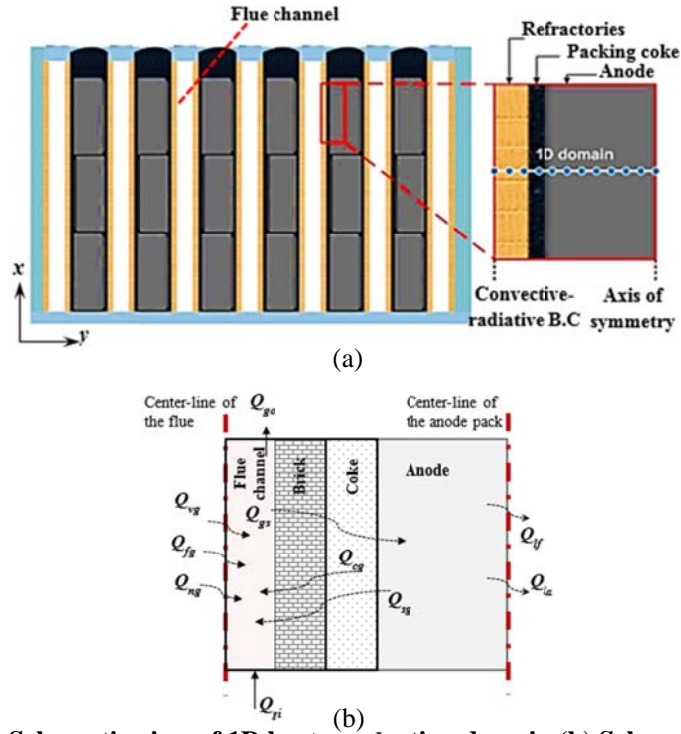 Flue channel
Refractories
Packing coke
Anode
1D domain
x
y
Convective-
radiative B.C
Axis of
symmetry
(a)
Center-line of
the flue
Q_go
Center-line of
the anode pack
Flue
channel
Brick
Coke
Anode
Q_vg
Q_gs
Q_fg
Q_cg
Q_ng
Q_sg
Q_lf
Q_la
Q_gi
(b)